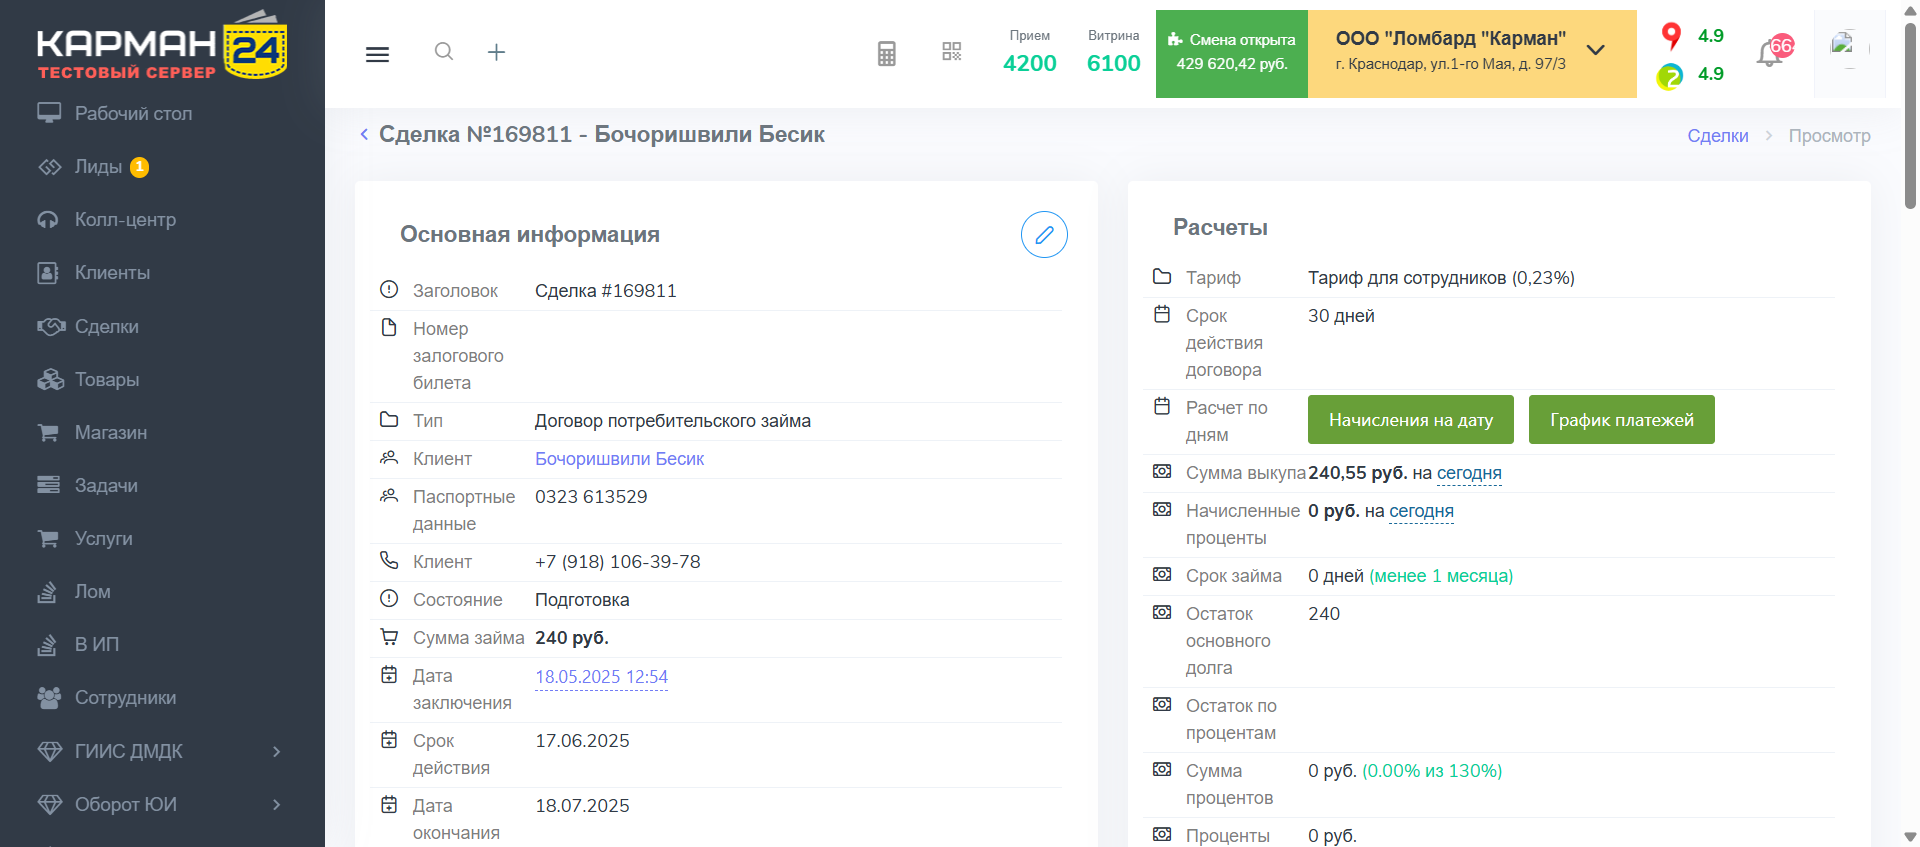 КАРМАН 24
ТЕСТОВЫЙ СЕРВЕР
Рабочий стол
Лиды 1
Колл-центр
Клиенты
Сделки
Товары
Магазин
Задачи
Услуги
Лом
В ИП
Сотрудники
ГИИС ДМДК
Оборот ЮИ
Прием
4200
Витрина
6100
Смена открыта
429 620,42 руб.
ООО "Ломбард "Карман"
г. Краснодар, ул.1-го Мая, д. 97/3
4.9
4.9
Сделка №169811 - Бочоришвили Бесик
Сделки > Просмотр
Основная информация
Заголовок Сделка #169811
Номер
залогового
билета
Тип Договор потребительского займа
Клиент Бочоришвили Бесик
Паспортные 0323 613529
данные
Клиент +7 (918) 106-39-78
Состояние Подготовка
Сумма займа 240 руб.
Дата 18.05.2025 12:54
заключения
Срок 17.06.2025
действия
Дата 18.07.2025
окончания
Расчеты
Тариф Тариф для сотрудников (0,23%)
Срок 30 дней
действия
договора
Расчет по Начисления на дату График платежей
дням
Сумма выкупа 240,55 руб. на сегодня
Начисленные 0 руб. на сегодня
проценты
Срок займа 0 дней (менее 1 месяца)
Остаток 240
основного
долга
Остаток по
процентам
Сумма 0 руб. (0.00% из 130%)
процентов
Проценты 0 руб.